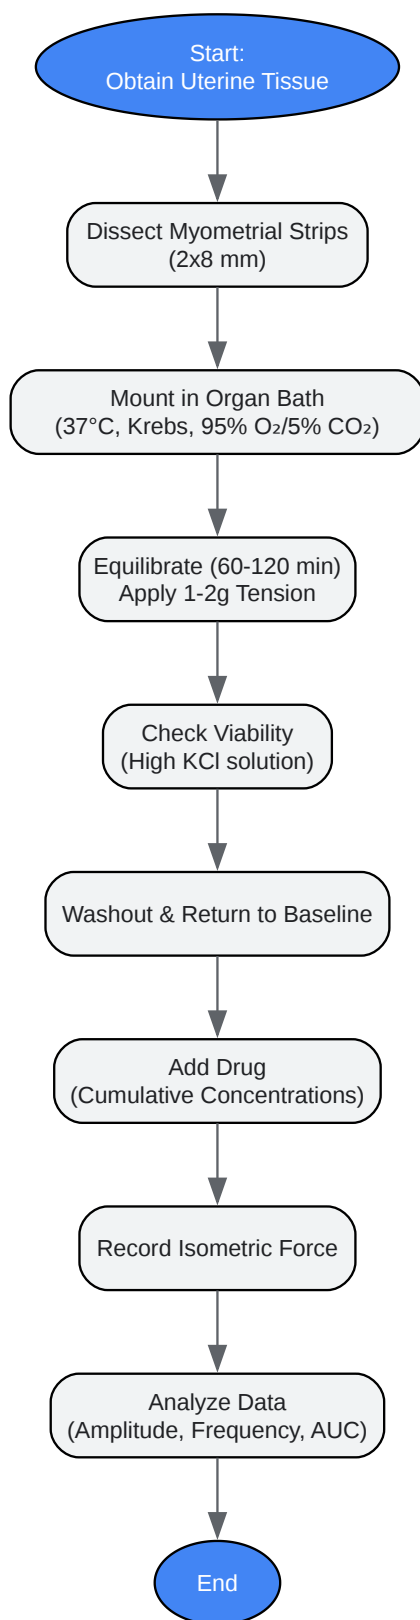 Start:
Obtain Uterine Tissue
Dissect Myometrial Strips
(2x8 mm)
Mount in Organ Bath
(37°C, Krebs, 95% O₂/5% CO₂)
Equilibrate (60-120 min)
Apply 1-2g Tension
Check Viability
(High KCl solution)
Washout & Return to Baseline
Add Drug
(Cumulative Concentrations)
Record Isometric Force
Analyze Data
(Amplitude, Frequency, AUC)
End